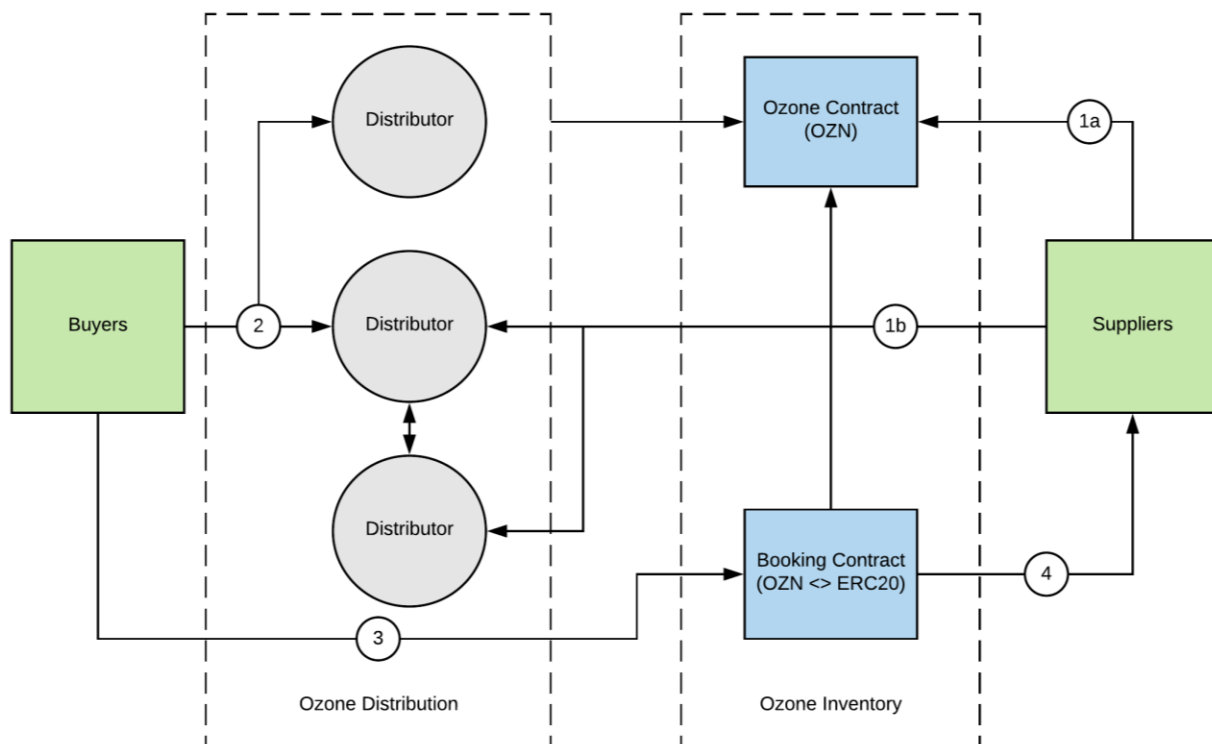 Distributor
Ozone Contract
(OZN)
1a
Buyers
2
Distributor
1b
Suppliers
Distributor
Booking Contract
(OZN <> ERC20)
4
3
Ozone Distribution
Ozone Inventory